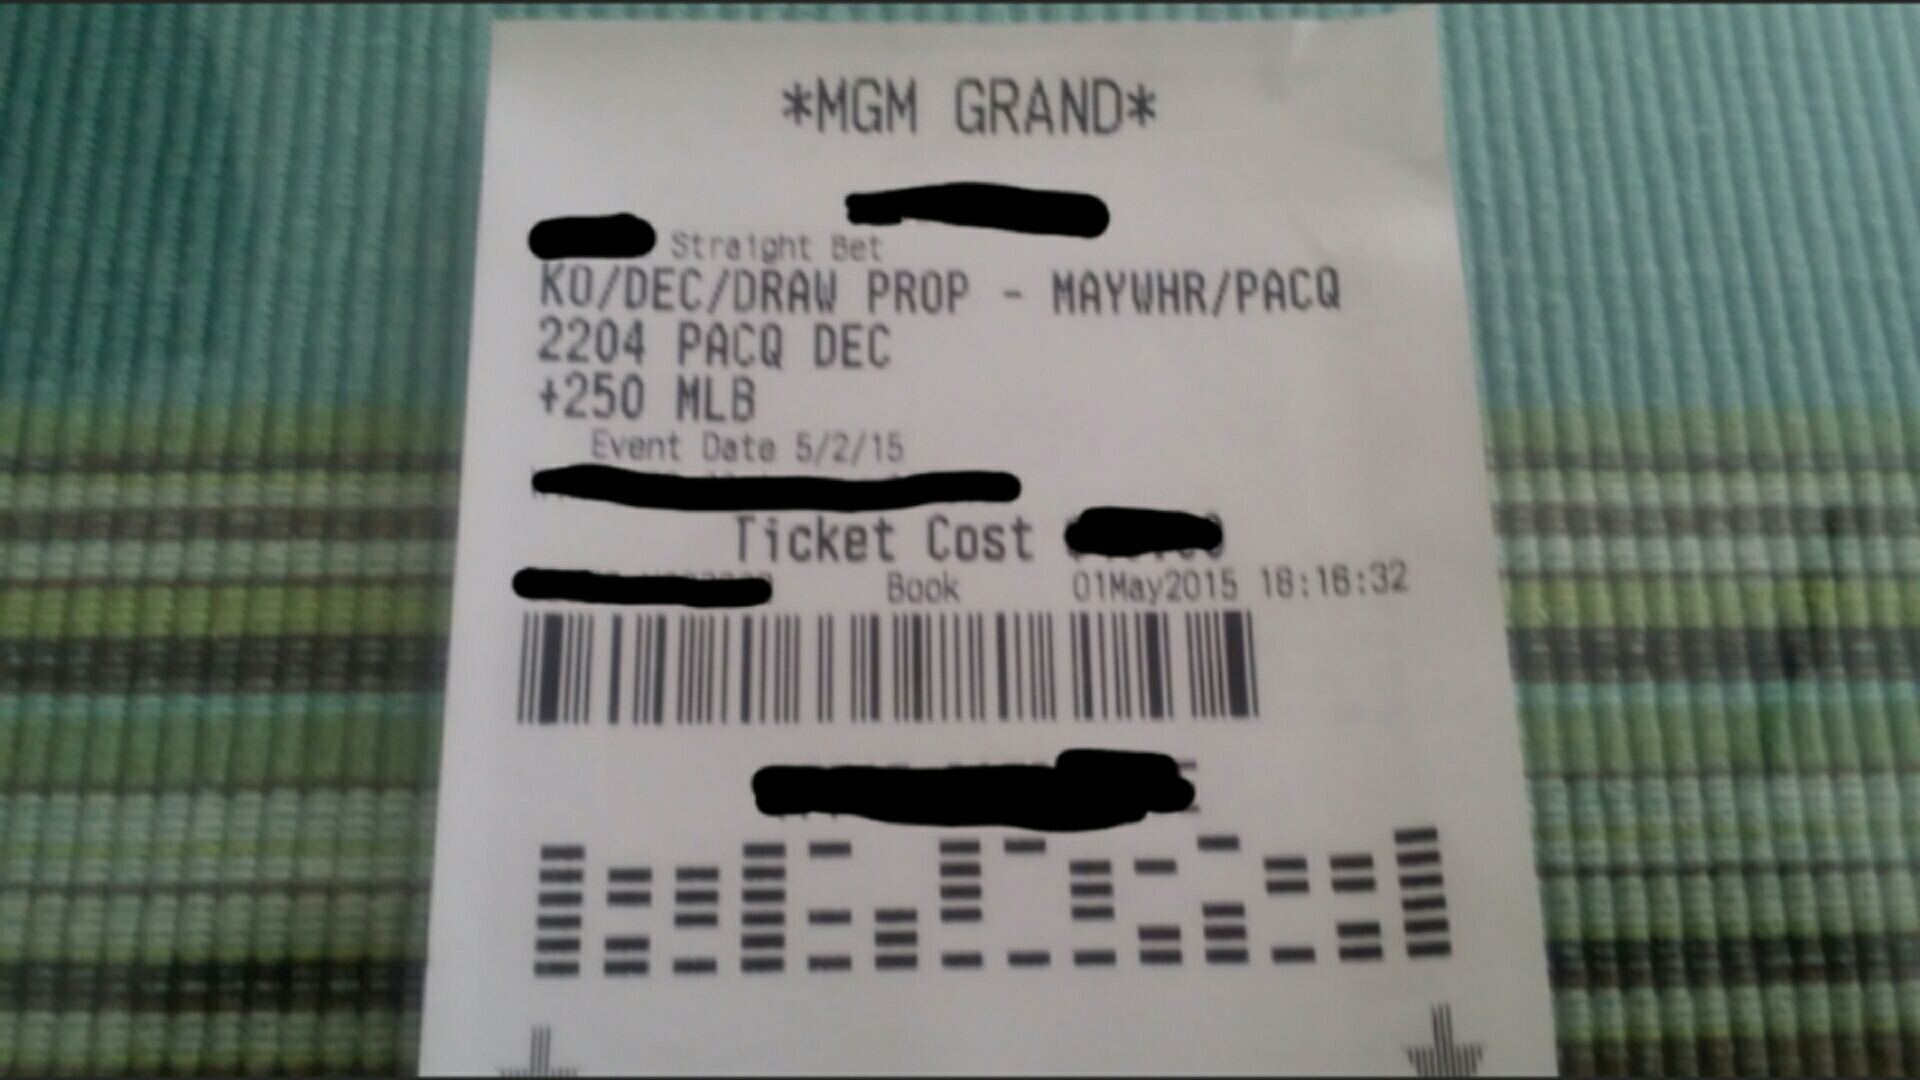 *MGM GRAND*
Straight Bet
KO/DEC/DRAW PROP - MAYWHR/PACQ
2204 PACQ DEC
+250 MLB
Event Date 5/2/15
Ticket Cost
Book 01May2015 18:16:32